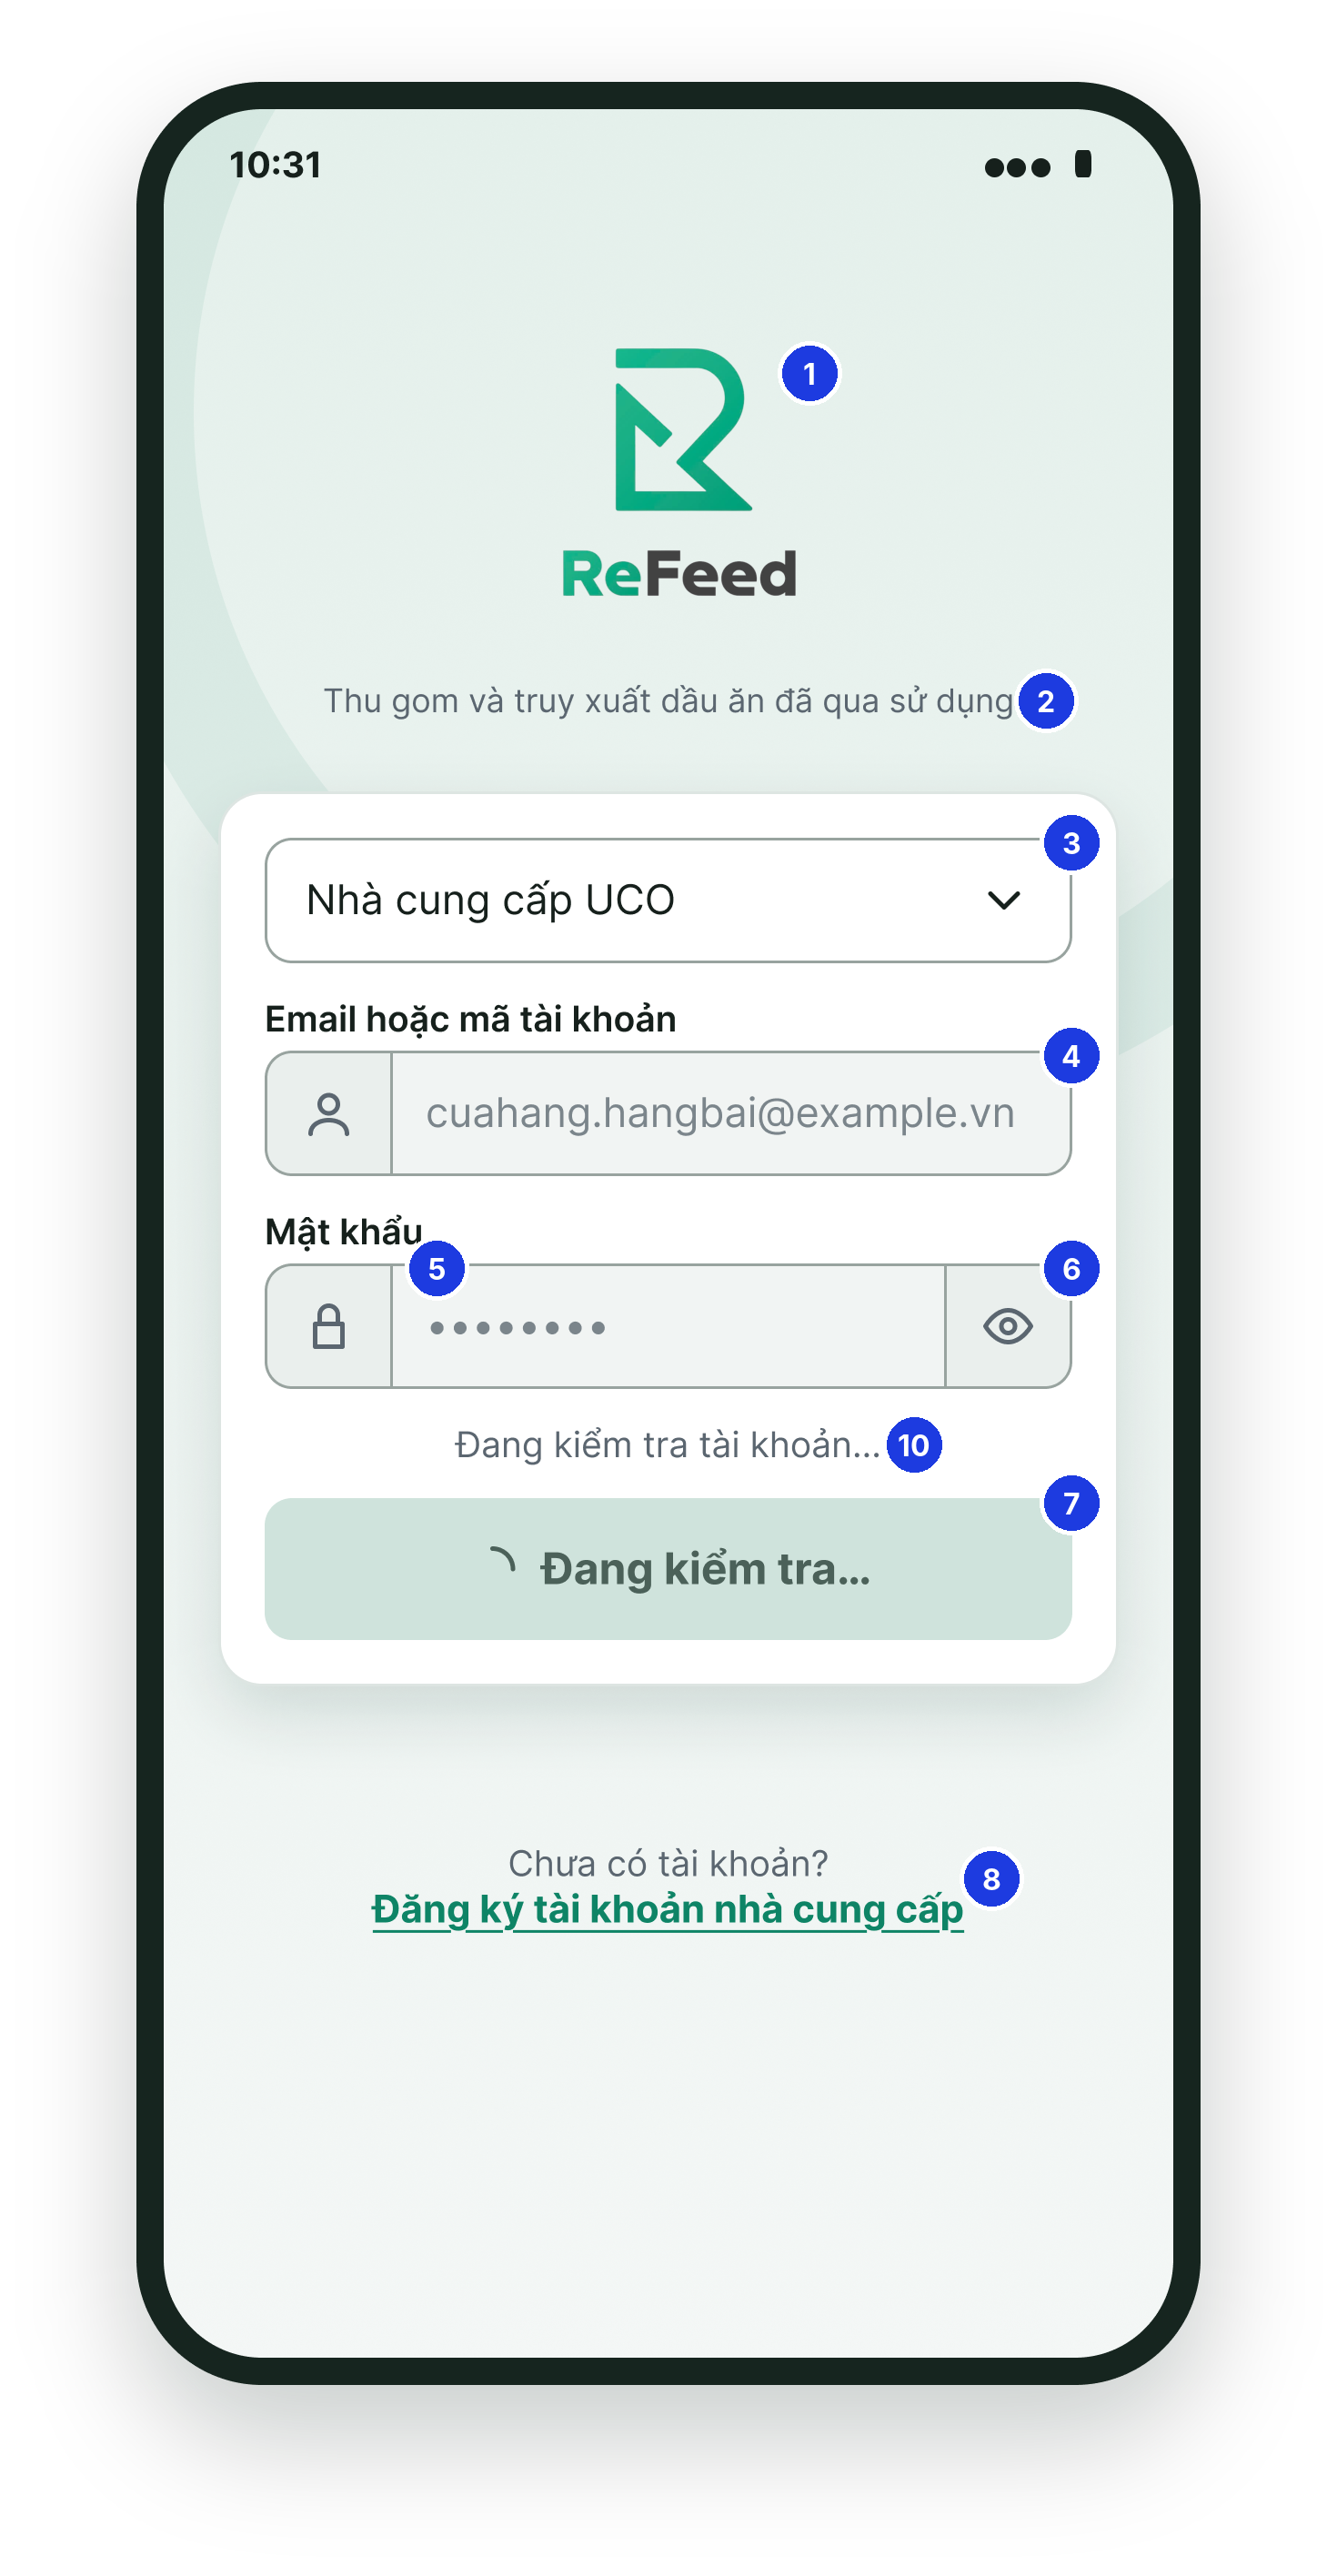 10:31
1
ReFeed
Thu gom và truy xuất dầu ăn đã qua sử dụng 2
3
Nhà cung cấp UCO
Email hoặc mã tài khoản
4
cuahang.hangbai@example.vn
Mật khẩu
5 6
••••••••
Đang kiểm tra tài khoản... 10
7
Đang kiểm tra...
Chưa có tài khoản?
8
Đăng ký tài khoản nhà cung cấp